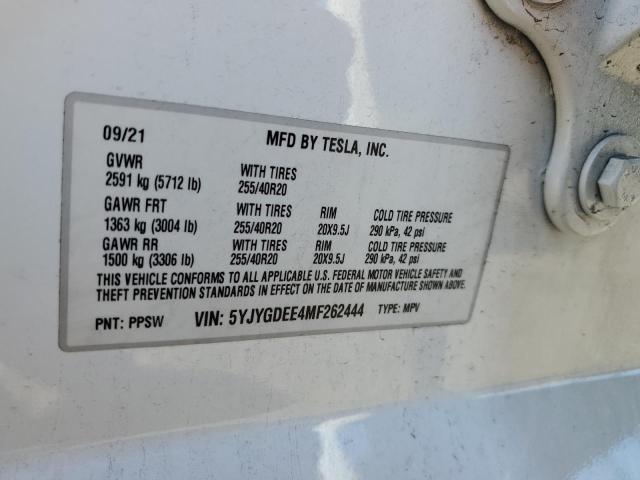 09/21 MFD BY TESLA, INC.
GVWR WITH TIRES
2591 kg (5712 lb) 255/40R20
GAWR FRT WITH TIRES RIM COLD TIRE PRESSURE
1363 kg (3004 lb) 255/40R20 20X9.5J 290 kPa, 42 psi
GAWR RR WITH TIRES RIM COLD TIRE PRESSURE
1500 kg (3306 lb) 255/40R20 20X9.5J 290 kPa, 42 psi
THIS VEHICLE CONFORMS TO ALL APPLICABLE U.S. FEDERAL MOTOR VEHICLE SAFETY AND
THEFT PREVENTION STANDARDS IN EFFECT ON THE DATE OF MANUFACTURE SHOWN ABOVE.
PNT: PPSW VIN: 5YJYGDEE4MF262444 TYPE: MPV